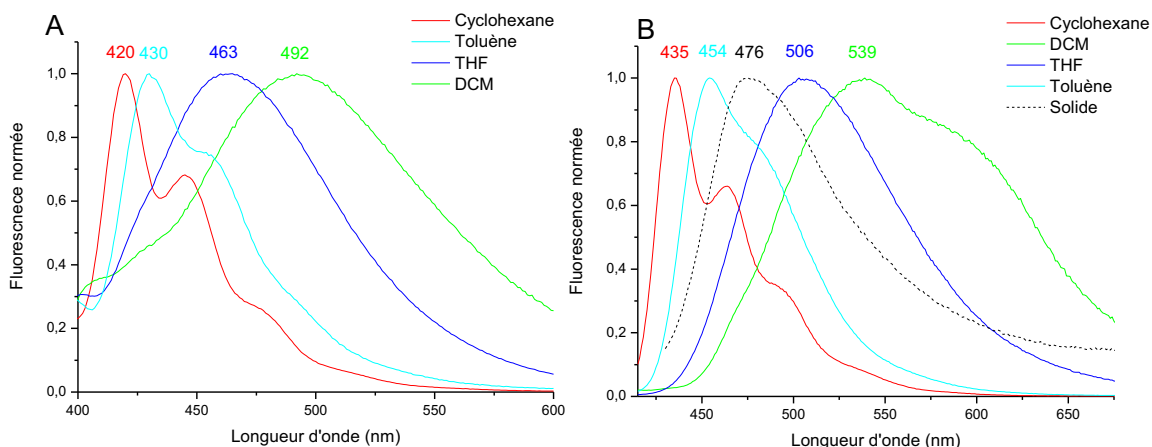 A
Cyclohexane
Toluène
THF
DCM
420 430 463 492
1,0
0,8
0,6
0,4
0,2
0,0
Fluorescnece normée
400 450 500 550 600
Longueur d'onde (nm)
B
Cyclohexane
DCM
THF
Toluène
Solide
435 454 476 506 539
1,0
0,8
0,6
0,4
0,2
0,0
Fluorescence normée
450 500 550 600 650
Longueur d'onde (nm)